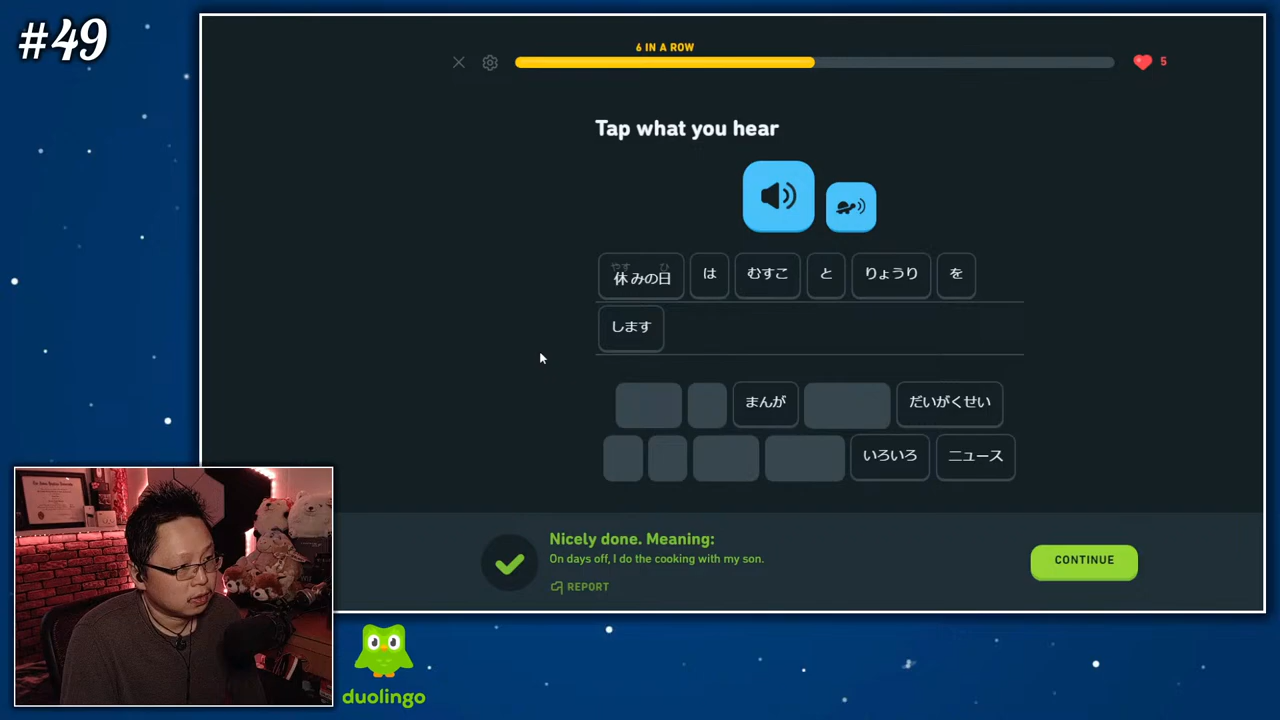 #49
6 IN A ROW
5
Tap what you hear
やす ひ
休みの日 は むすこ と りょうり を
します
まんが だいがくせい
いろいろ ニュース
Nicely done. Meaning:
On days off, I do the cooking with my son.
REPORT
CONTINUE
duolingo